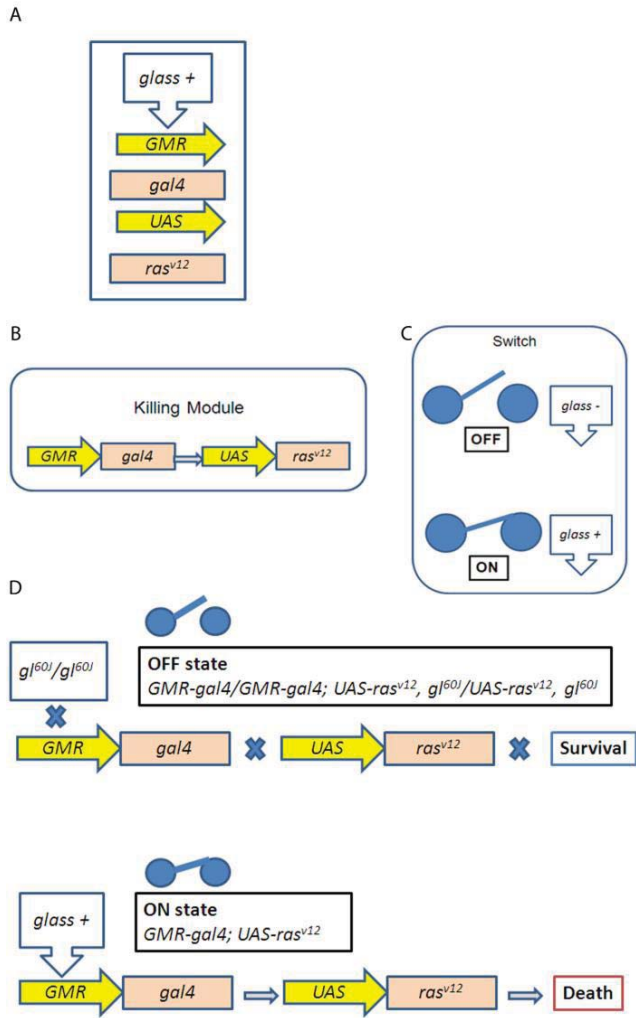 A
glass +
GMR
gal4
UAS
ras^v12
B
Killing Module
GMR gal4 UAS ras^v12
C
Switch
glass -
OFF
glass +
ON
D
gl^60J/gl^60J
OFF state
GMR-gal4/GMR-gal4; UAS-ras^v12, gl^60J/UAS-ras^v12, gl^60J
GMR gal4 UAS ras^v12 Survival
glass +
ON state
GMR-gal4; UAS-ras^v12
GMR gal4 UAS ras^v12 Death